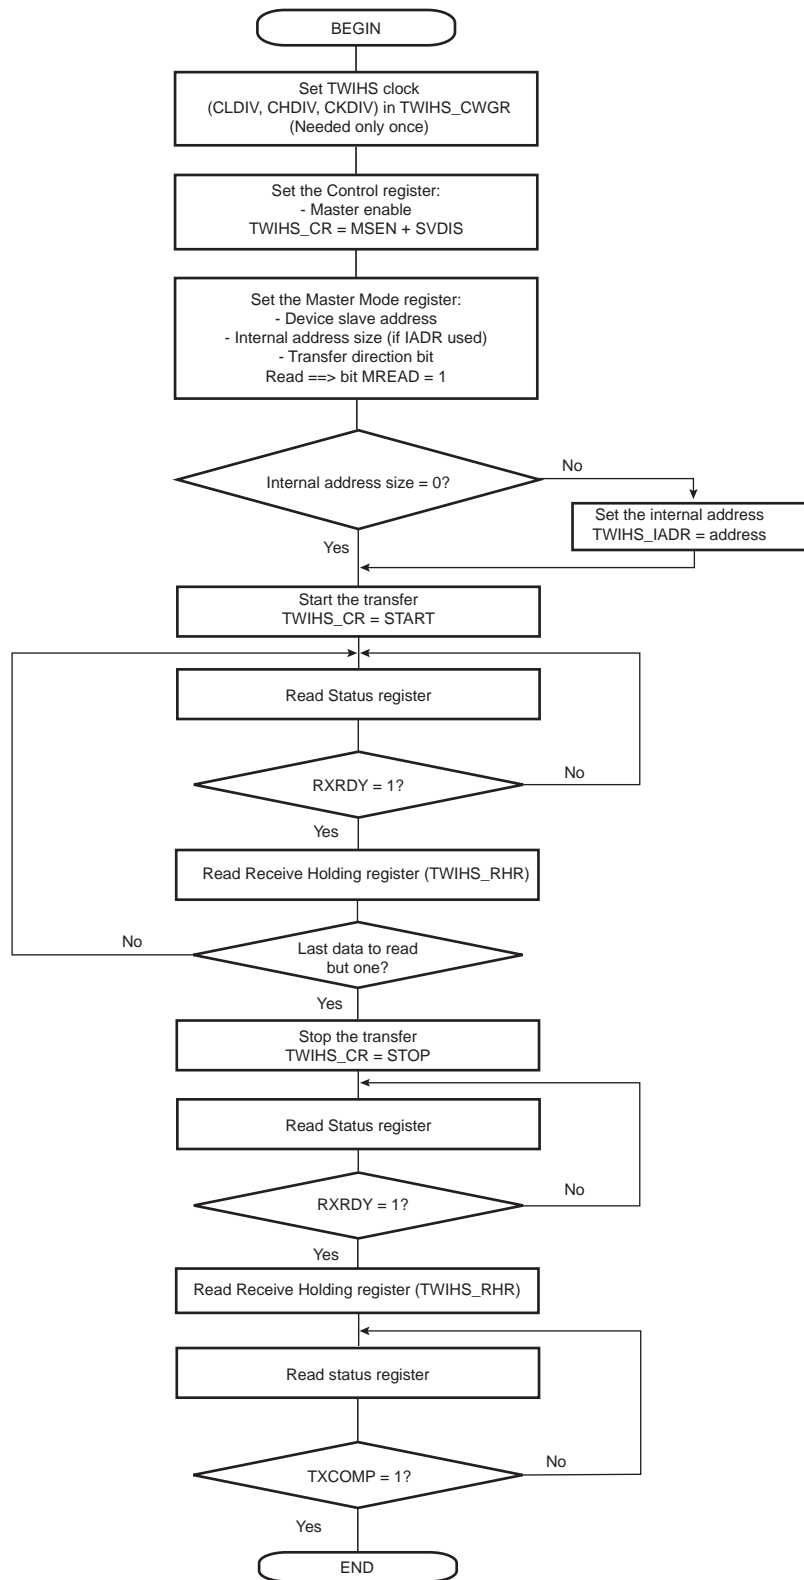 BEGIN
Set TWIHS clock
(CLDIV, CHDIV, CKDIV) in TWIHS_CWGR
(Needed only once)
Set the Control register:
- Master enable
TWIHS_CR = MSEN + SVDIS
Set the Master Mode register:
- Device slave address
- Internal address size (if IADR used)
- Transfer direction bit
Read ==> bit MREAD = 1
Internal address size = 0?
No
Set the internal address
TWIHS_IADR = address
Yes
Start the transfer
TWIHS_CR = START
Read Status register
RXRDY = 1?
No
Yes
Read Receive Holding register (TWIHS_RHR)
No
Last data to read
but one?
Yes
Stop the transfer
TWIHS_CR = STOP
Read Status register
RXRDY = 1?
No
Yes
Read Receive Holding register (TWIHS_RHR)
Read status register
TXCOMP = 1?
No
Yes
END